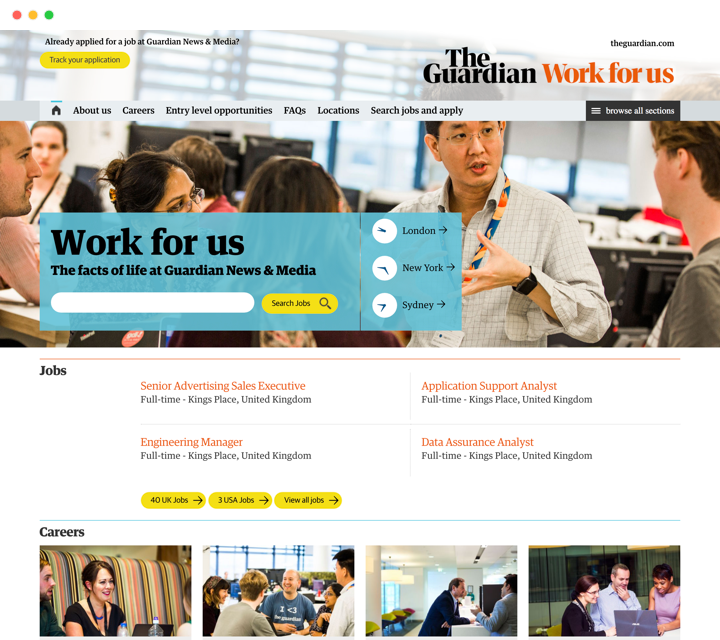 Already applied for a job at Guardian News & Media?
Track your application
theguardian.com
The
Guardian Work for us
About us Careers Entry level opportunities FAQs Locations Search jobs and apply
browse all sections
Work for us
The facts of life at Guardian News & Media
Search Jobs
London →
New York →
Sydney →
Jobs
Senior Advertising Sales Executive
Full-time - Kings Place, United Kingdom
Application Support Analyst
Full-time - Kings Place, United Kingdom
Engineering Manager
Full-time - Kings Place, United Kingdom
Data Assurance Analyst
Full-time - Kings Place, United Kingdom
40 UK Jobs →
3 USA Jobs →
View all jobs →
Careers
I <3
the guardian